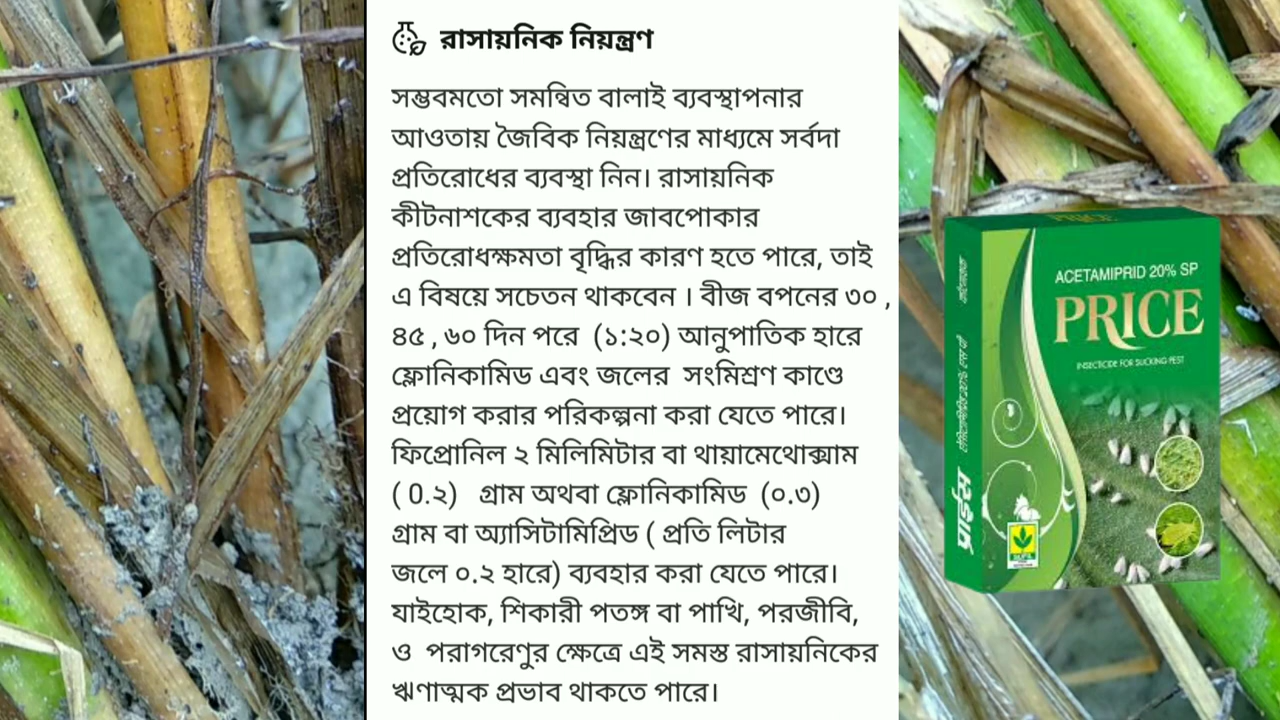 রাসায়নিক নিয়ন্ত্রণ
সম্ভবমতো সমন্বিত বালাই ব্যবস্থাপনার
আওতায় জৈবিক নিয়ন্ত্রণের মাধ্যমে সর্বদা
প্রতিরোধের ব্যবস্থা নিন। রাসায়নিক
কীটনাশকের ব্যবহার জাবপোকার
প্রতিরোধক্ষমতা বৃদ্ধির কারণ হতে পারে, তাই
এ বিষয়ে সচেতন থাকবেন । বীজ বপনের ৩০ ,
৪৫ , ৬০ দিন পরে (১:২০) আনুপাতিক হারে
ফ্লোনিকামিড এবং জলের সংমিশ্রণ কাণ্ডে
প্রয়োগ করার পরিকল্পনা করা যেতে পারে।
ফিপ্রোনিল ২ মিলিমিটার বা থায়ামেথোক্সাম
( 0.২) গ্রাম অথবা ফ্লোনিকামিড (০.৩)
গ্রাম বা অ্যাসিটামিপ্রিড ( প্রতি লিটার
জলে ০.২ হারে) ব্যবহার করা যেতে পারে।
যাইহোক, শিকারী পতঙ্গ বা পাখি, পরজীবি,
ও পরাগরেণুর ক্ষেত্রে এই সমস্ত রাসায়নিকের
ঋণাত্মক প্রভাব থাকতে পারে।
PRICE
ACETAMIPRID 20% SP
PRICE
INSECTICIDE FOR SUCKING PEST
प्राईस